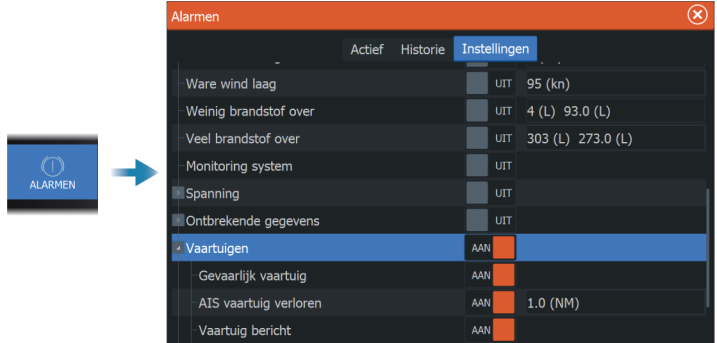 Alarmen
Actief Historie Instellingen
Ware wind laag UIT 95 (kn)
Weinig brandstof over UIT 4 (L) 93.0 (L)
Veel brandstof over UIT 303 (L) 273.0 (L)
Monitoring system UIT
ALARMEN
Spanning UIT
Ontbrekende gegevens UIT
Vaartuigen AAN
Gevaarlijk vaartuig AAN
AIS vaartuig verloren AAN 1.0 (NM)
Vaartuig bericht AAN